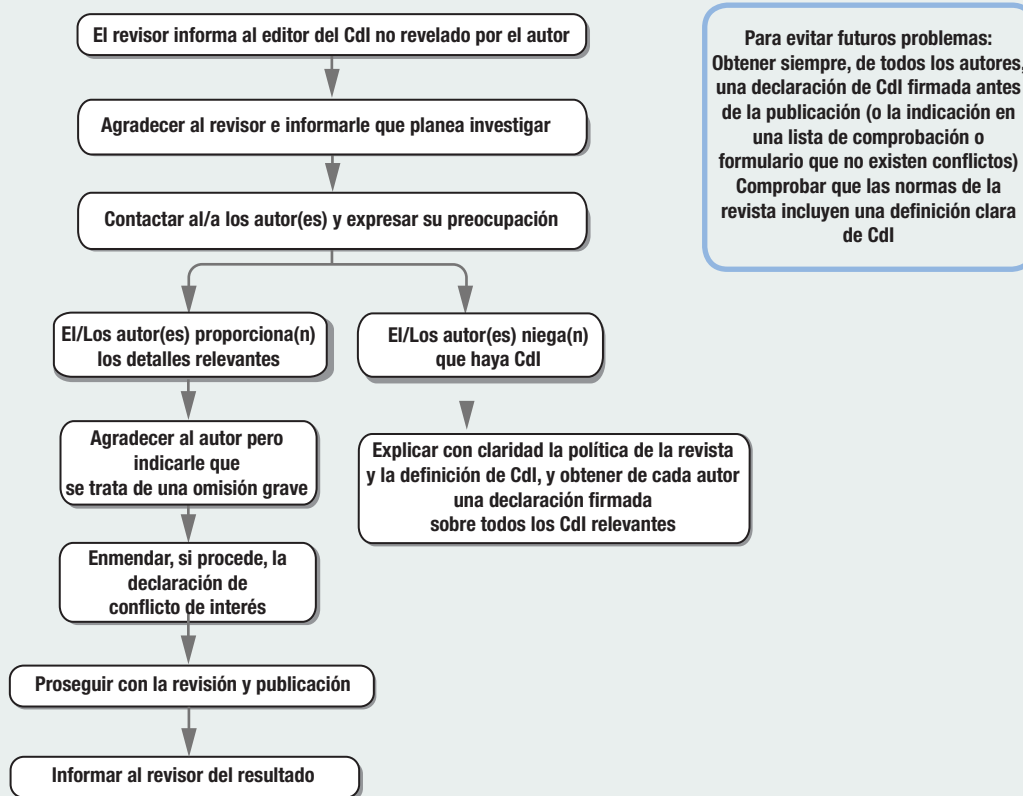 El revisor informa al editor del CdI no revelado por el autor
Agradecer al revisor e informarle que planea investigar
Contactar al/a los autor(es) y expresar su preocupación
El/Los autor(es) proporciona(n)
los detalles relevantes
El/Los autor(es) niega(n)
que haya CdI
Agradecer al autor pero
indicarle que
se trata de una omisión grave
Explicar con claridad la política de la revista
y la definición de CdI, y obtener de cada autor
una declaración firmada
sobre todos los CdI relevantes
Enmendar, si procede, la
declaración de
conflicto de interés
Proseguir con la revisión y publicación
Informar al revisor del resultado
Para evitar futuros problemas:
Obtener siempre, de todos los autores,
una declaración de CdI firmada antes
de la publicación (o la indicación en
una lista de comprobación o
formulario que no existen conflictos)
Comprobar que las normas de la
revista incluyen una definición clara
de CdI